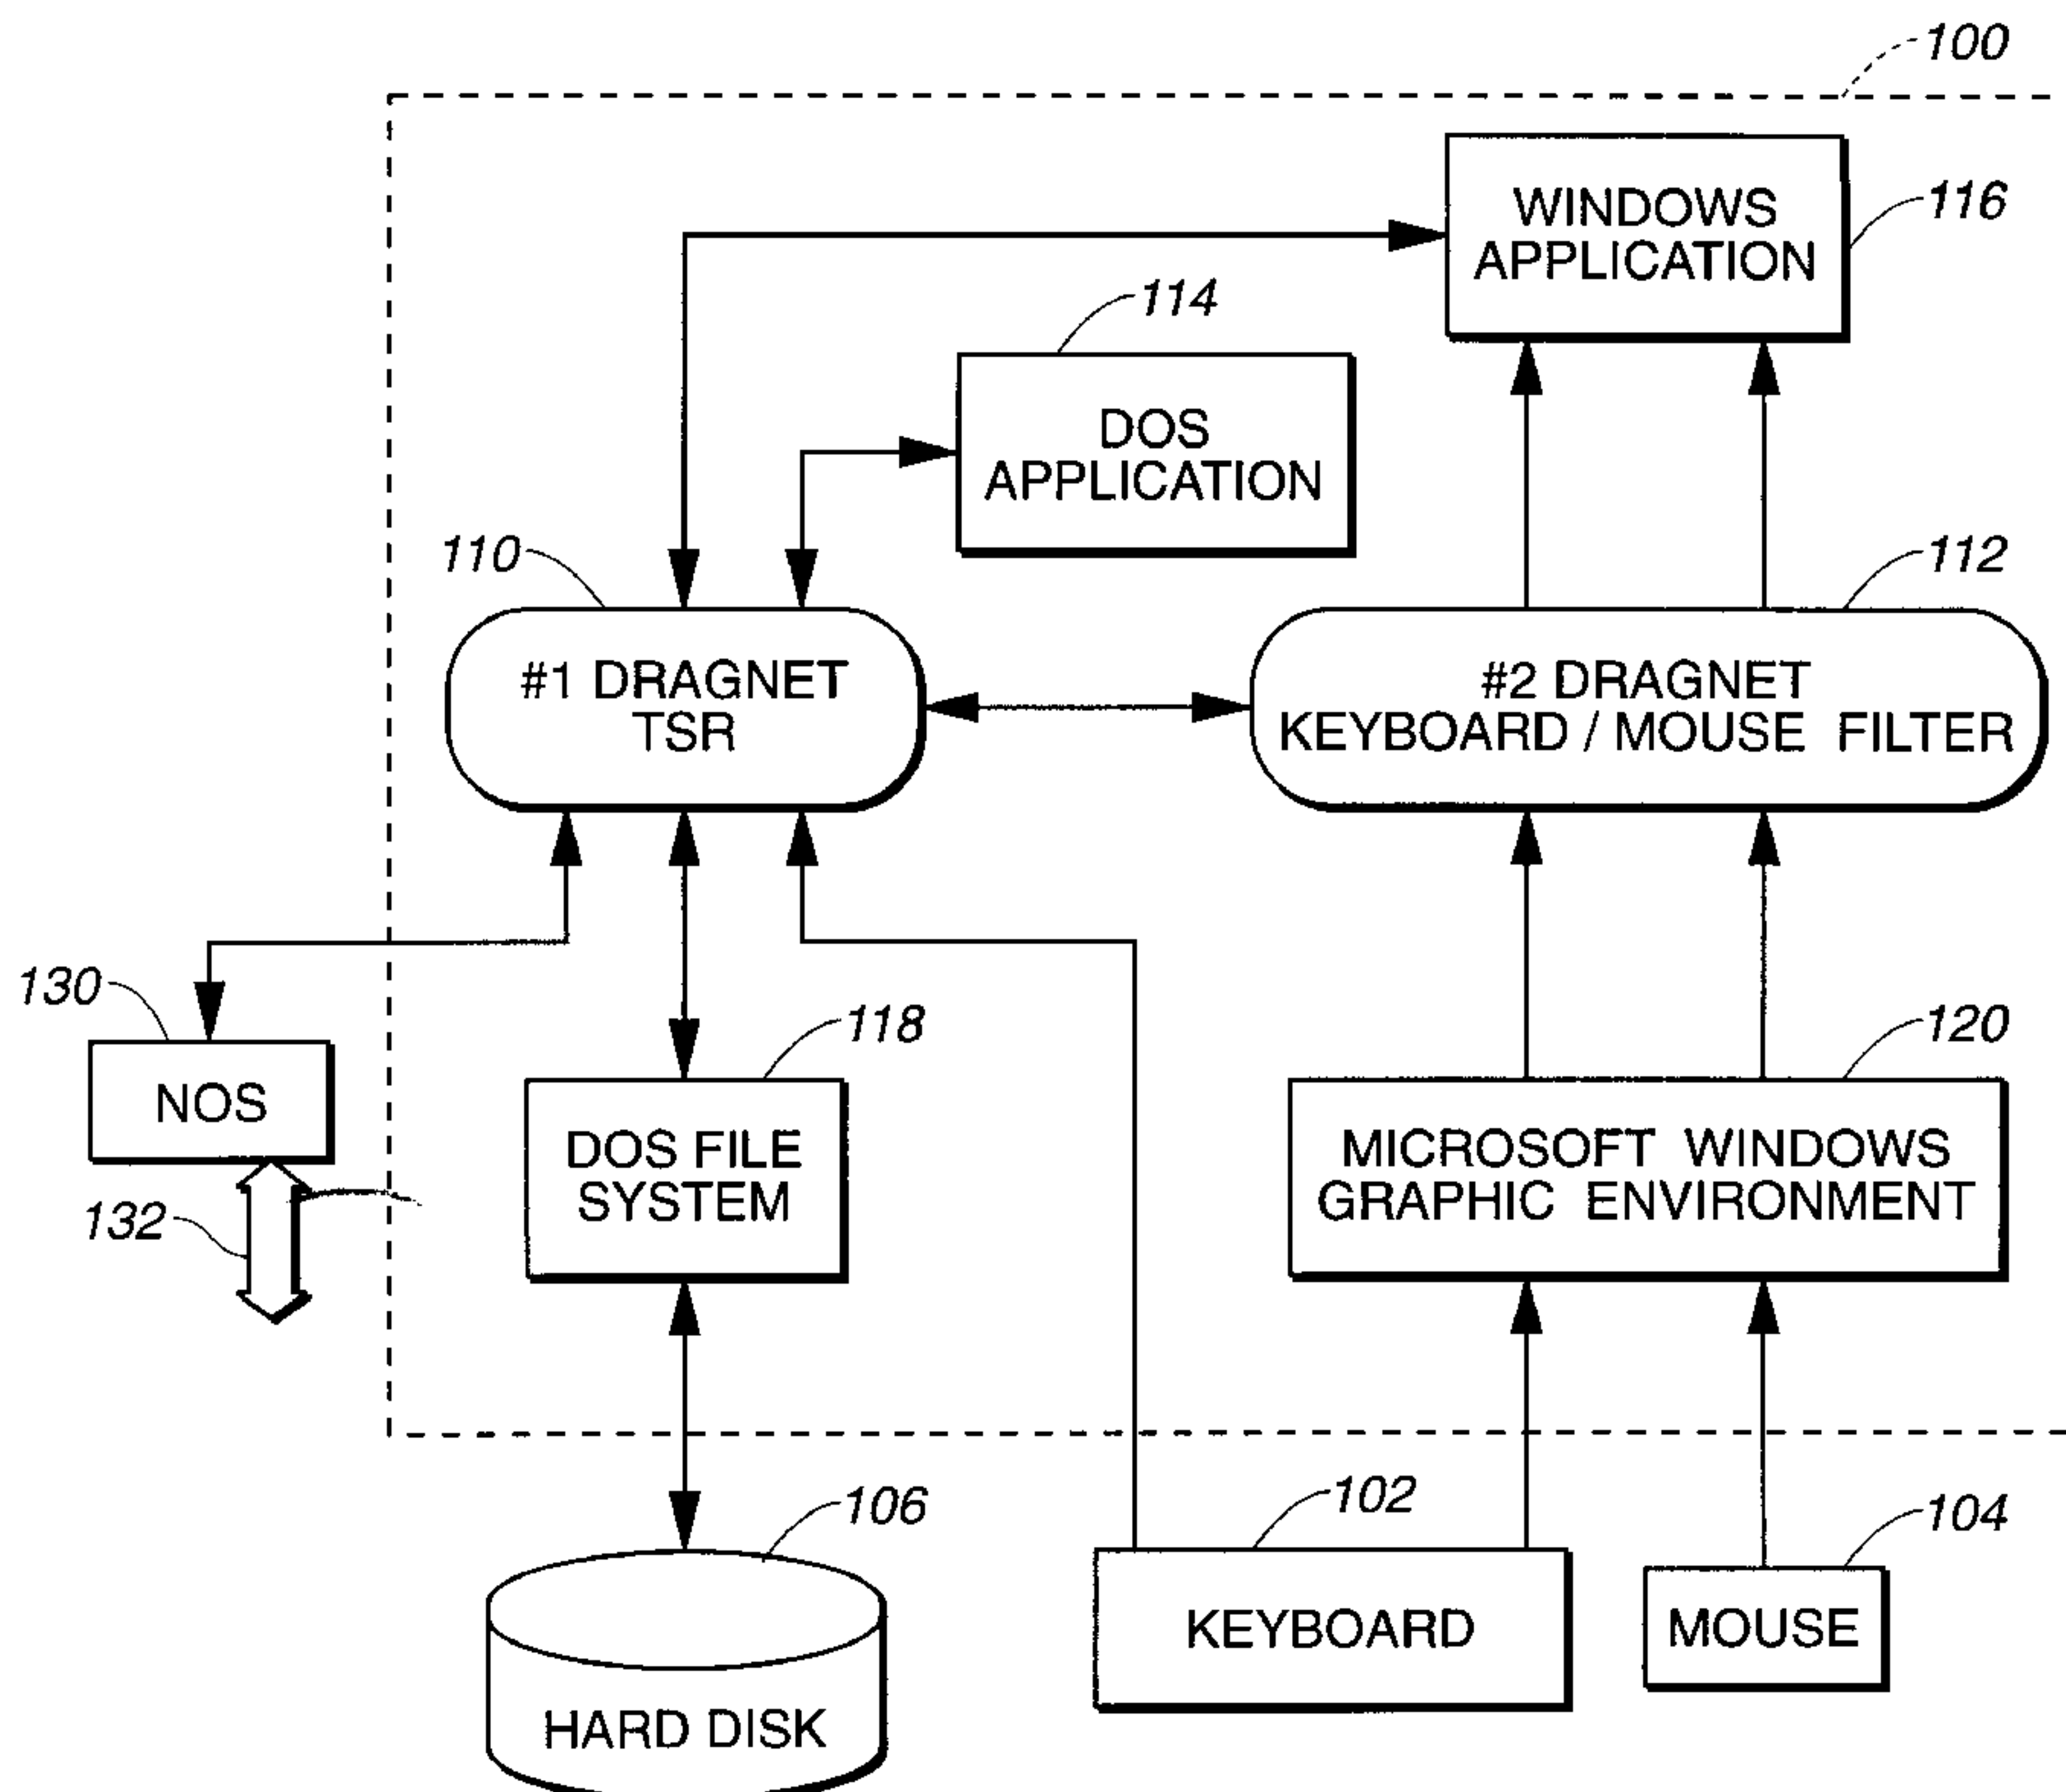 100
WINDOWS
APPLICATION
116
114
DOS
APPLICATION
110
112
#1 DRAGNET
TSR
#2 DRAGNET
KEYBOARD / MOUSE FILTER
130
NOS
118
120
DOS FILE
SYSTEM
MICROSOFT WINDOWS
GRAPHIC ENVIRONMENT
132
106
102
104
HARD DISK
KEYBOARD
MOUSE